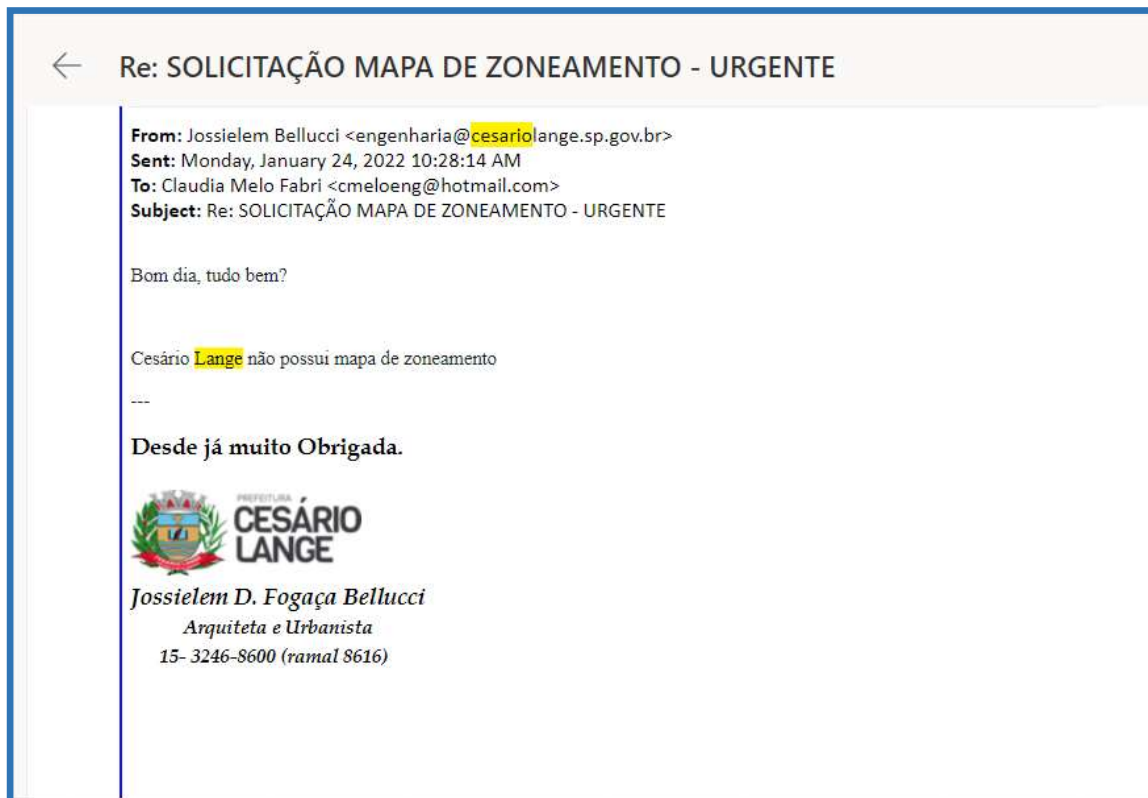 Re: SOLICITAÇÃO MAPA DE ZONEAMENTO - URGENTE
From: Jossielem Bellucci <engenharia@cesariolange.sp.gov.br>
Sent: Monday, January 24, 2022 10:28:14 AM
To: Claudia Melo Fabri <cmeloeng@hotmail.com>
Subject: Re: SOLICITAÇÃO MAPA DE ZONEAMENTO - URGENTE
Bom dia, tudo bem?
Cesário Lange não possui mapa de zoneamento
---
Desde já muito Obrigada.
PREFEITURA
CESÁRIO
LANGE
Jossielem D. Fogaça Bellucci
Arquiteta e Urbanista
15- 3246-8600 (ramal 8616)